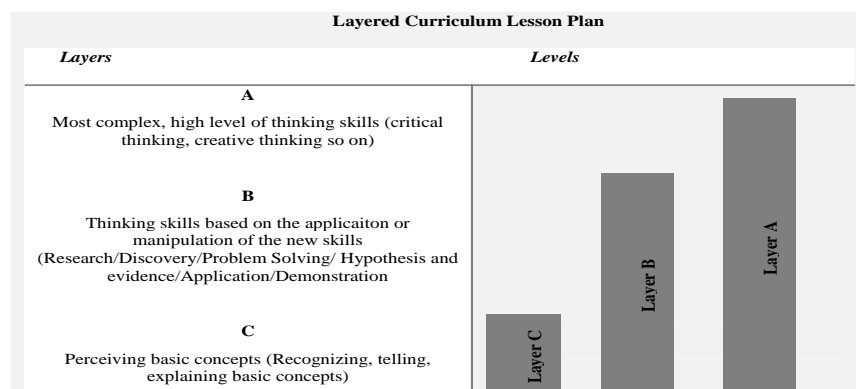 Layered Curriculum Lesson Plan
Layers Levels
A
Most complex, high level of thinking skills (critical
thinking, creative thinking so on)
B
Thinking skills based on the applicaiton or
manipulation of the new skills
(Research/Discovery/Problem Solving/ Hypothesis and
evidence/Application/Demonstration
C
Perceiving basic concepts (Recognizing, telling,
explaining basic concepts)
Layer C
Layer B
Layer A